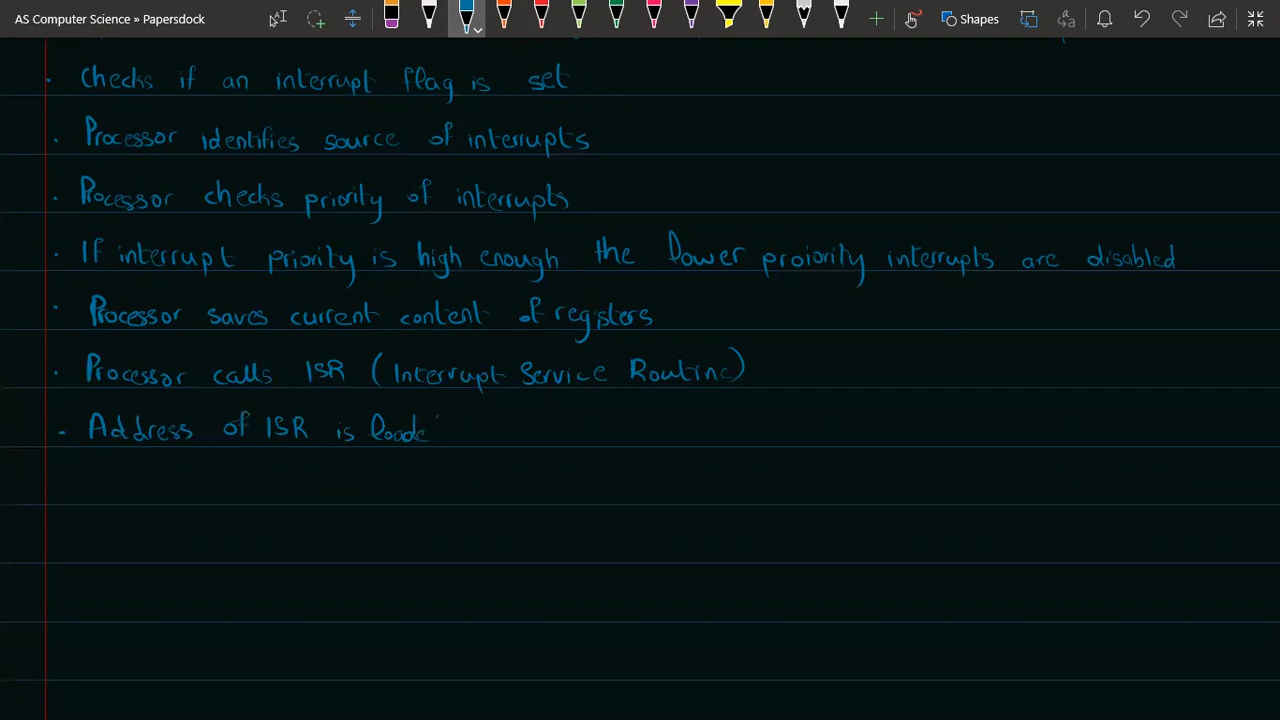 AS Computer Science » Papersdock
Shapes
· Checks if an interrupt flag is set
· Processor identifies source of interrupts
· Processor checks priority of interrupts
· If interrupt priority is high enough the lower proiority interrupts are disabled
· Processor saves current content of registers
· Processor calls ISR (Interrupt Service Routine)
· Address of ISR is loade